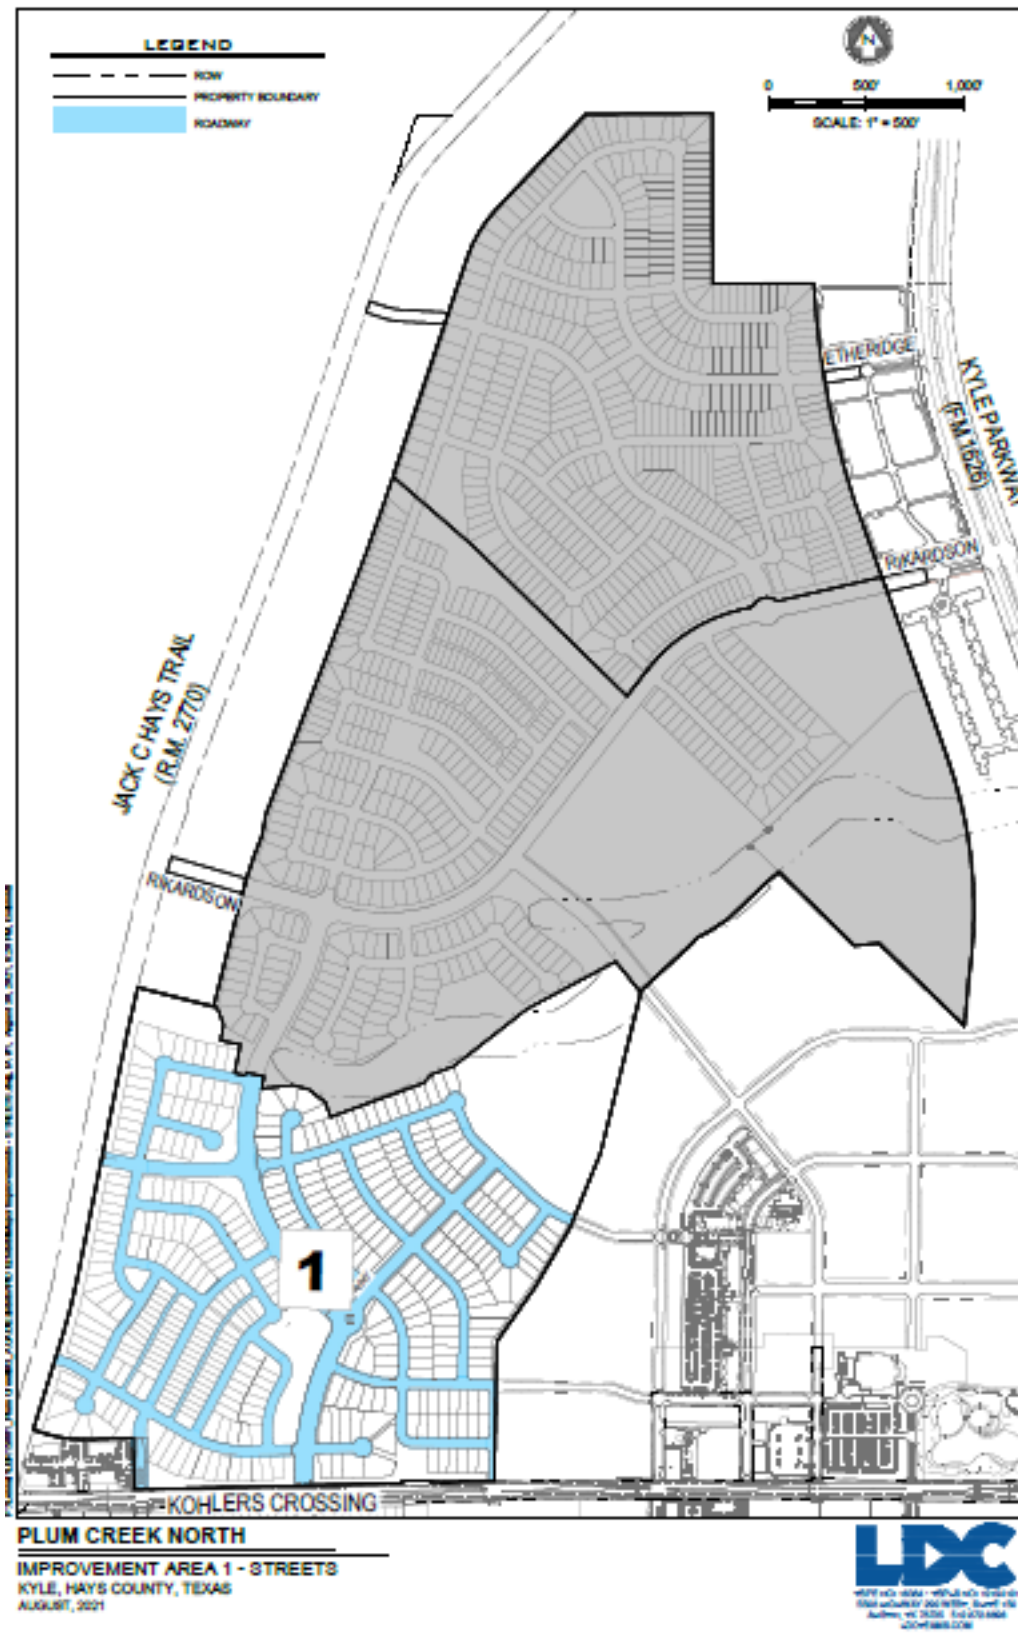 LEGEND
ROW
PROPERTY BOUNDARY
ROADWAY
N
0 500' 1,000'
SCALE: 1" = 500'
ETHERIDGE
KYLE PARKWAY
(FM 1626)
RIKARDSON
JACK C HAYS TRAIL
(R.M. 2770)
RIKARDSON
1
KOHLERS CROSSING
PLUM CREEK NORTH
IMPROVEMENT AREA 1 - STREETS
KYLE, HAYS COUNTY, TEXAS
AUGUST, 2021
LDC